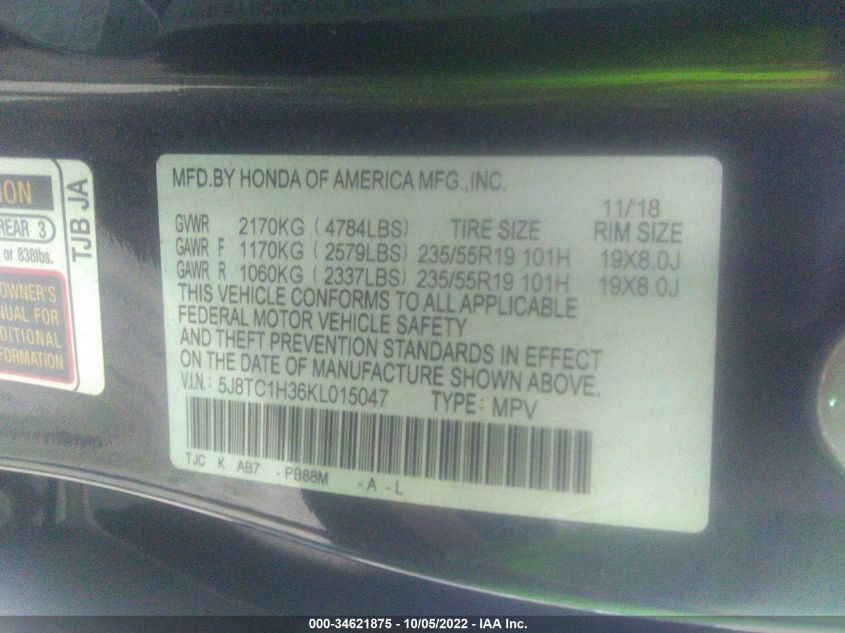 ION
REAR 3
or 838lbs.
OWNER'S
NUAL FOR
DITIONAL
FORMATION
TJB JA
MFD.BY HONDA OF AMERICA MFG.,INC.
11/'18
GVWR 2170KG ( 4784LBS) TIRE SIZE RIM SIZE
GAWR F 1170KG ( 2579LBS) 235/55R19 101H 19X8.0J
GAWR R 1060KG ( 2337LBS) 235/55R19 101H 19X8.0J
THIS VEHICLE CONFORMS TO ALL APPLICABLE
FEDERAL MOTOR VEHICLE SAFETY
AND THEFT PREVENTION STANDARDS IN EFFECT
ON THE DATE OF MANUFACTURE SHOWN ABOVE.
V.I.N.: 5J8TC1H36KL015047 TYPE: MPV
TJC K AB7 - PB88M - A - L
000-34621875 - 10/05/2022 - IAA Inc.